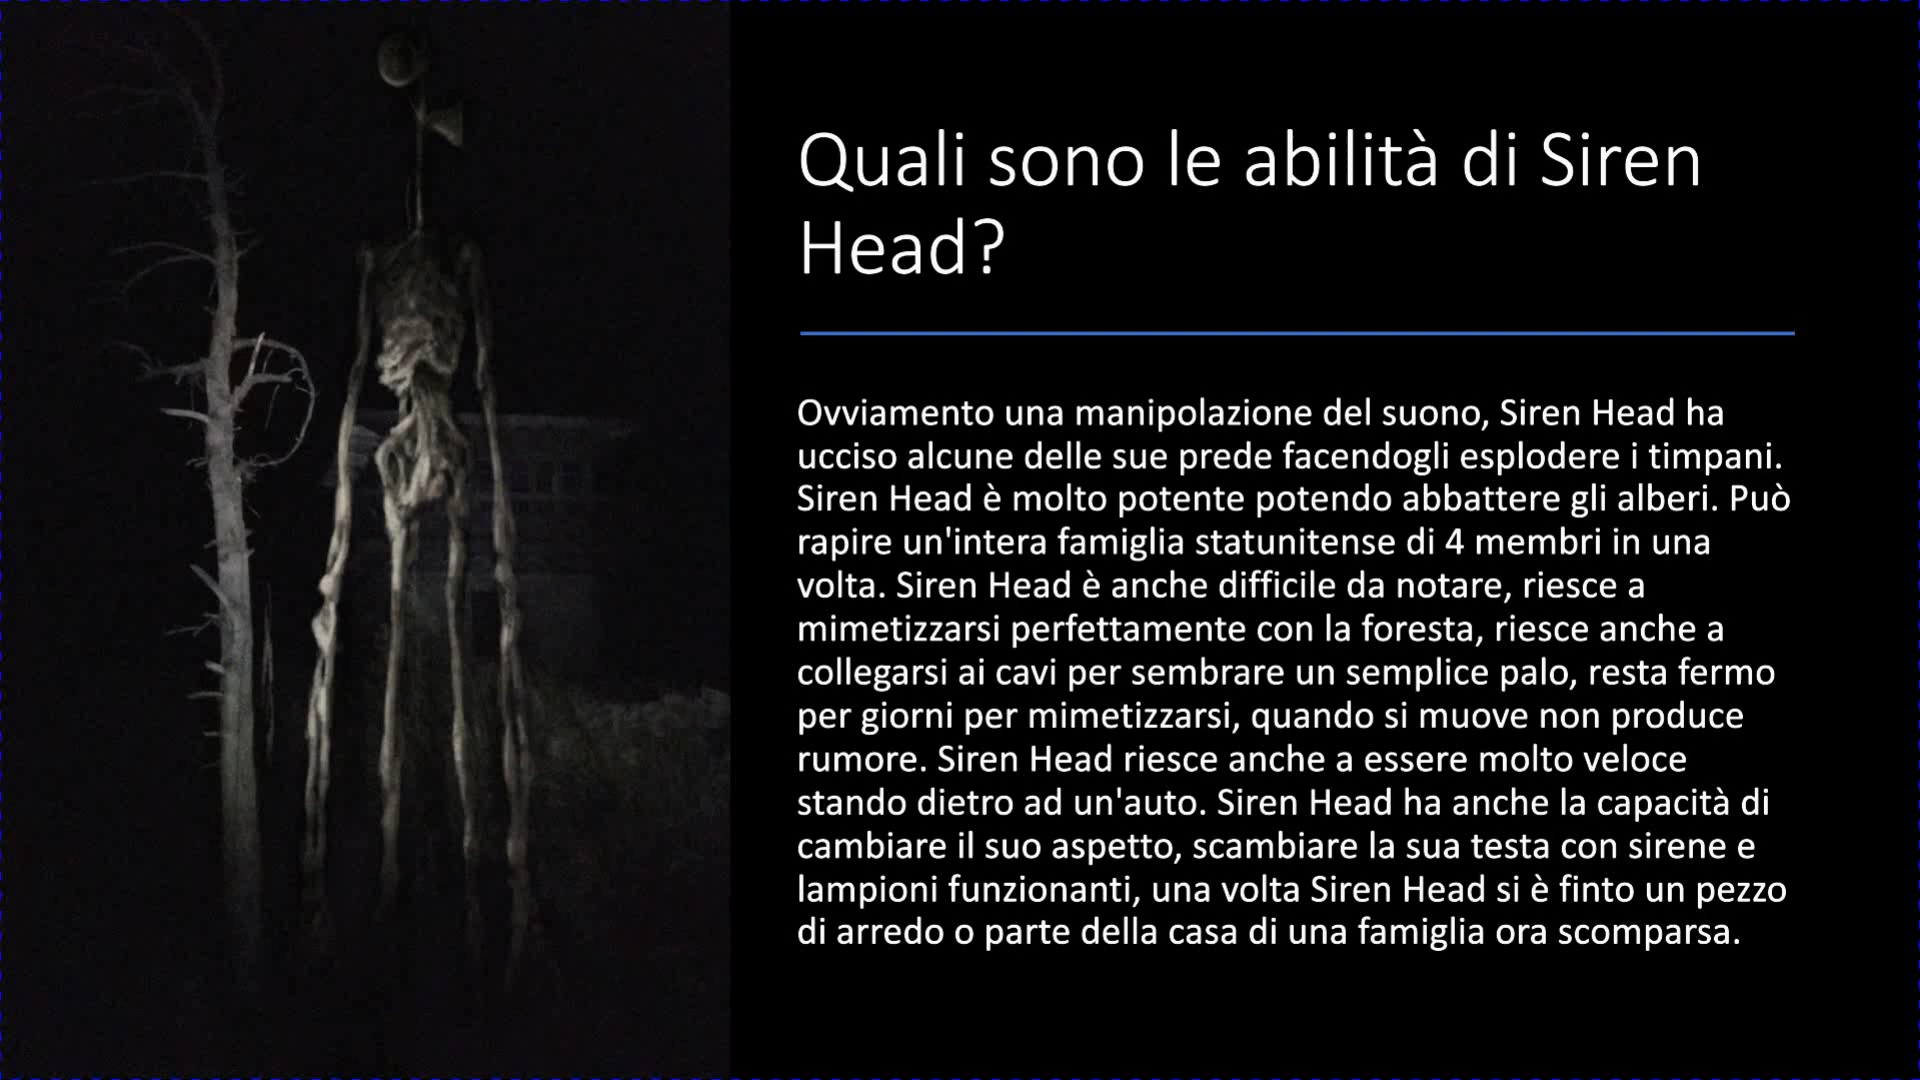 Quali sono le abilità di Siren
Head?
Ovviamento una manipolazione del suono, Siren Head ha
ucciso alcune delle sue prede facendogli esplodere i timpani.
Siren Head è molto potente potendo abbattere gli alberi. Può
rapire un'intera famiglia statunitense di 4 membri in una
volta. Siren Head è anche difficile da notare, riesce a
mimetizzarsi perfettamente con la foresta, riesce anche a
collegarsi ai cavi per sembrare un semplice palo, resta fermo
per giorni per mimetizzarsi, quando si muove non produce
rumore. Siren Head riesce anche a essere molto veloce
stando dietro ad un'auto. Siren Head ha anche la capacità di
cambiare il suo aspetto, scambiare la sua testa con sirene e
lampioni funzionanti, una volta Siren Head si è finto un pezzo
di arredo o parte della casa di una famiglia ora scomparsa.